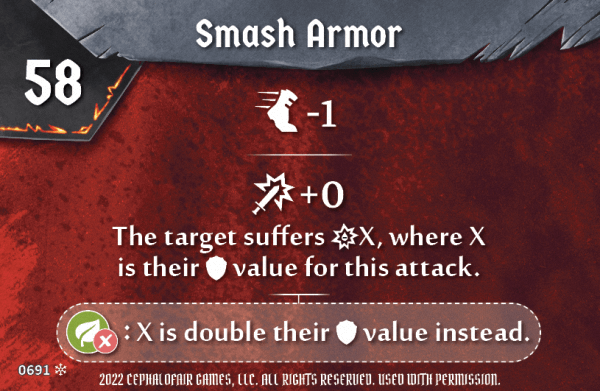 Smash Armor
58
-1
+0
The target suffers X, where X
is their value for this attack.
: X is double their value instead.
0691
2022 CEPHALOFAIR GAMES, LLC. ALL RIGHTS RESERVED. USED WITH PERMISSION.